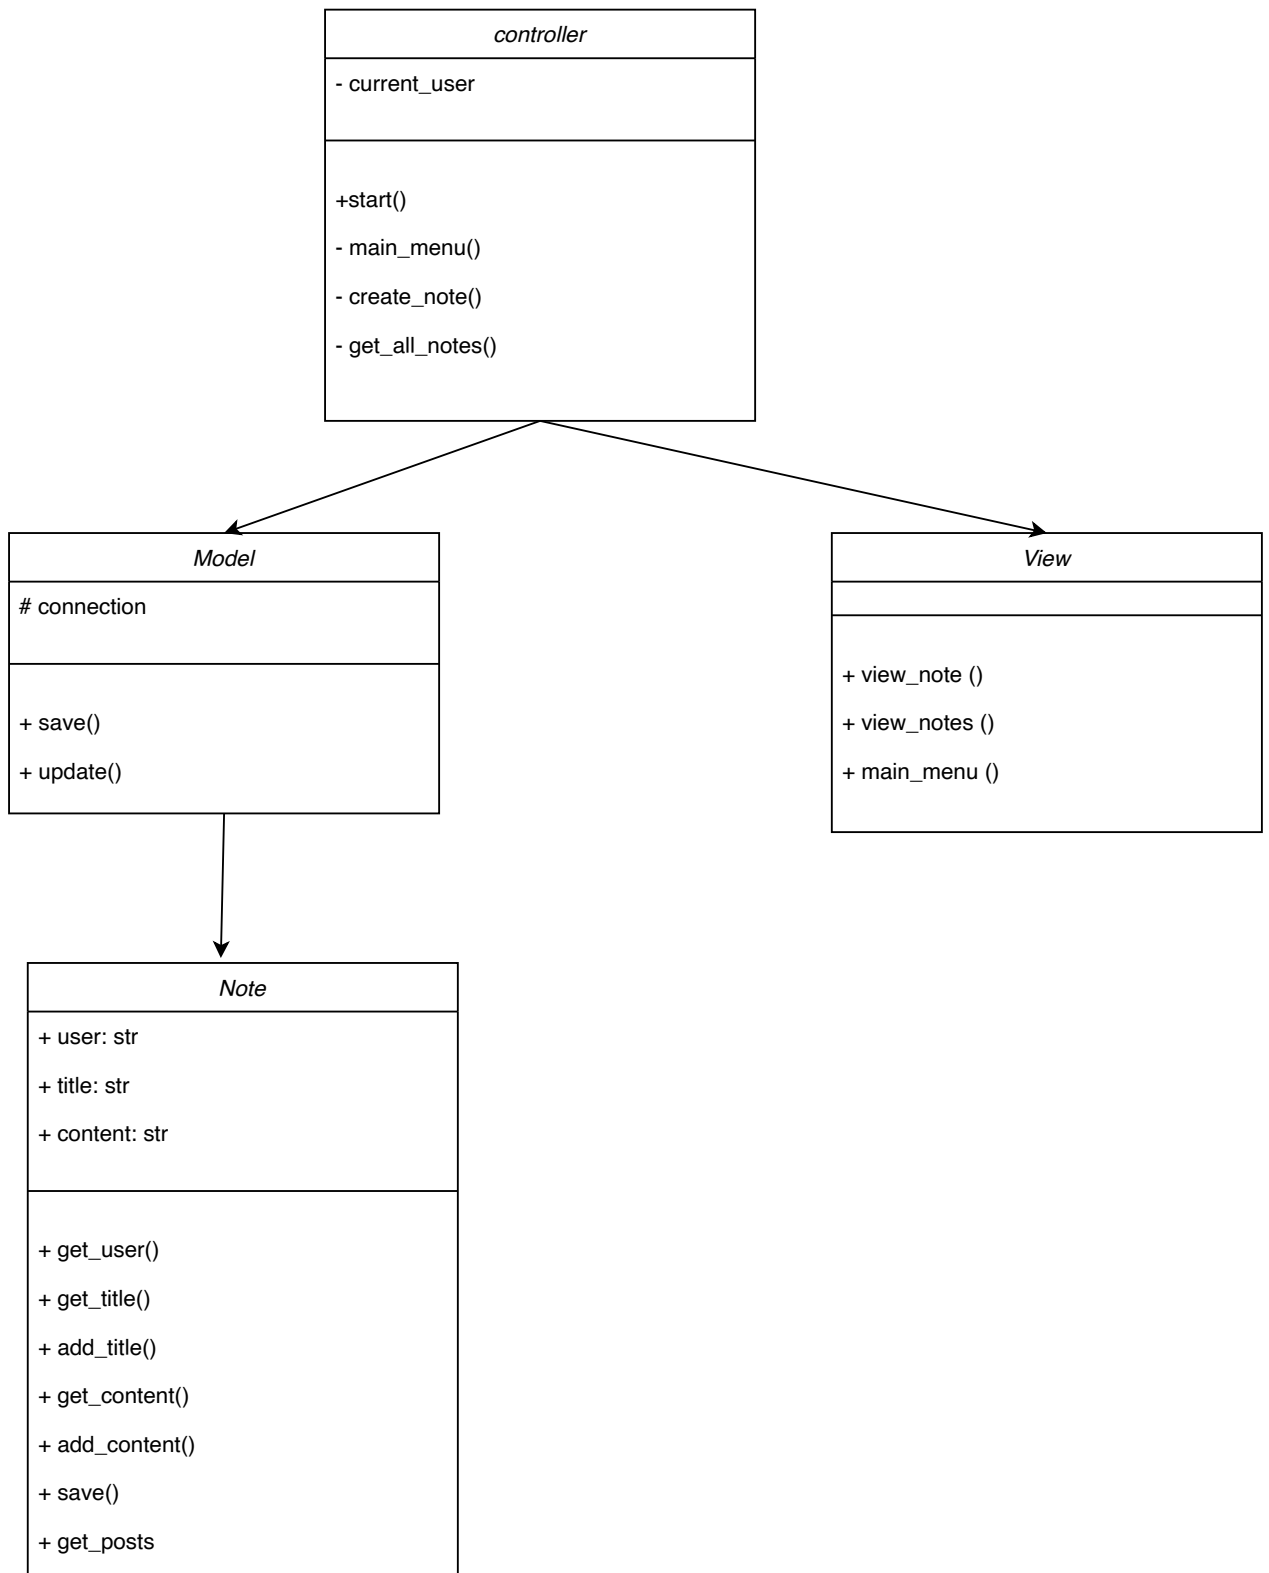 controller
- current_user
+start()
- main_menu()
- create_note()
- get_all_notes()
Model
# connection
+ save()
+ update()
View
+ view_note ()
+ view_notes ()
+ main_menu ()
Note
+ user: str
+ title: str
+ content: str
+ get_user()
+ get_title()
+ add_title()
+ get_content()
+ add_content()
+ save()
+ get_posts